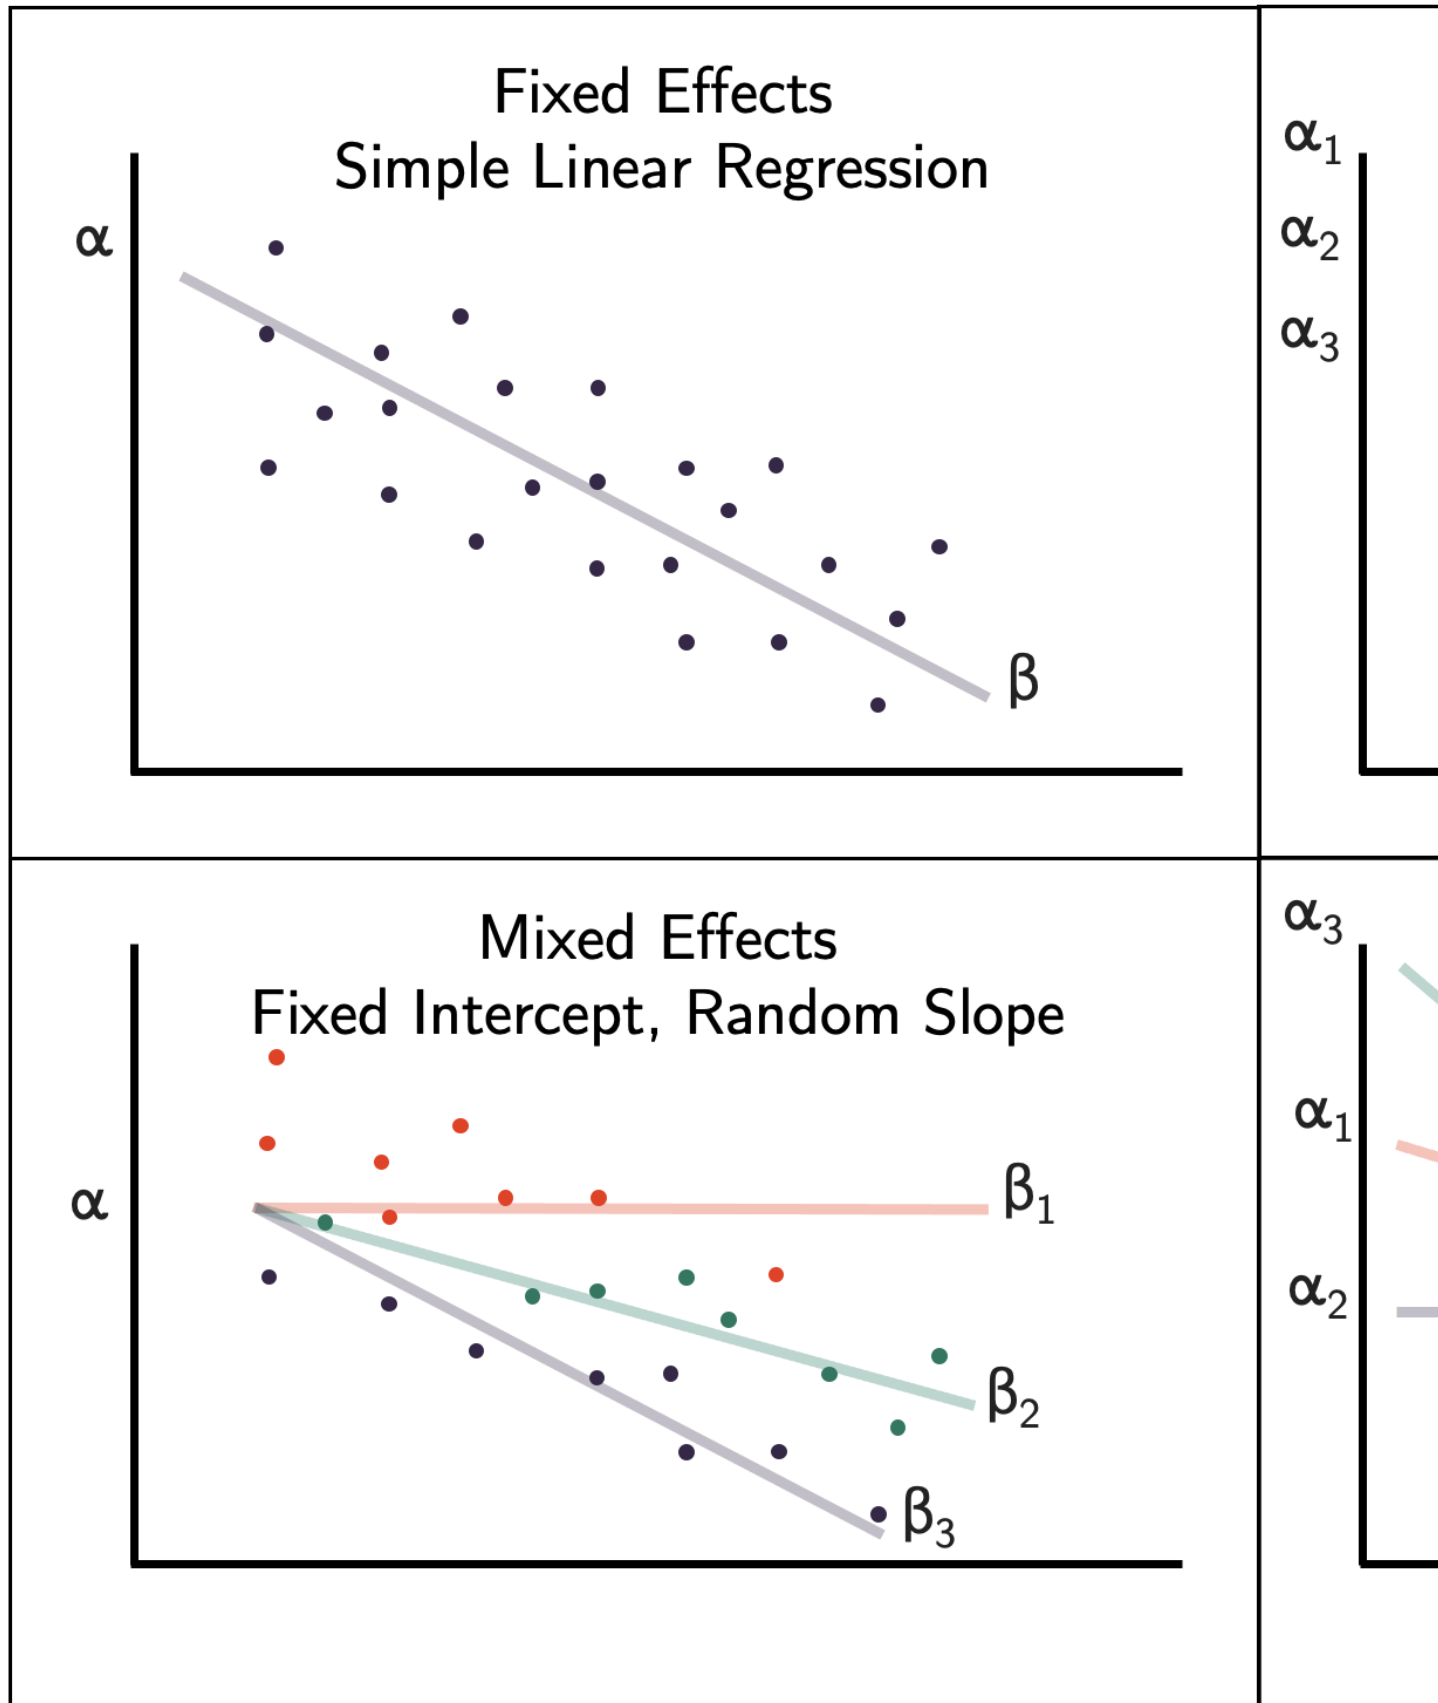 Fixed Effects
Simple Linear Regression
α
β
α₁
α₂
α₃
Mixed Effects
Fixed Intercept, Random Slope
α
β₁
β₂
β₃
α₃
α₁
α₂